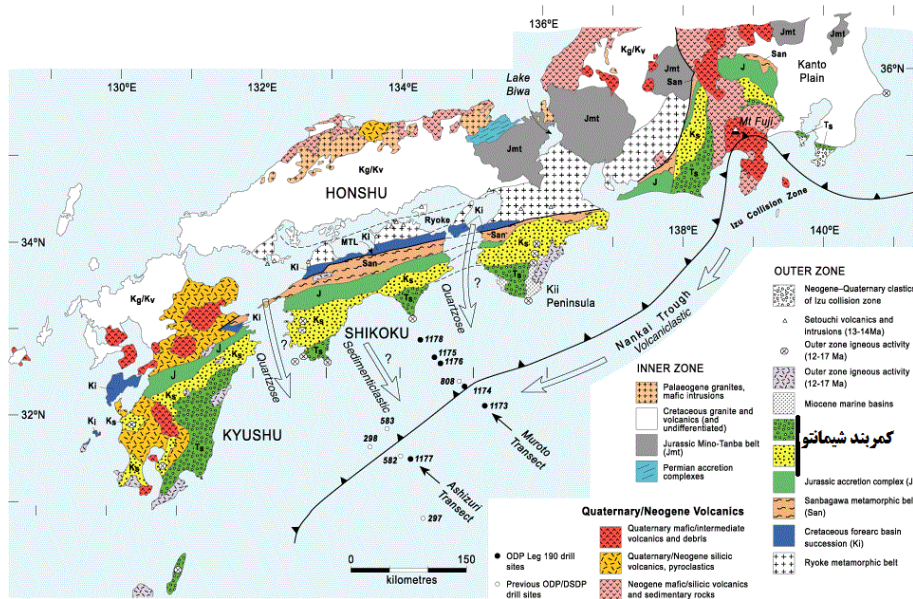 136°E
130°E
132°E
134°E
36°N
Kg/Kv
Jmt
Jmt
San
Jmt
San
J
Kanto
Plain
Lake
Biwa
Jmt
Ks
Mt Fuji
Ts
Jmt
Kg/Kv
HONSHU
Ts
J
Izu Collision Zone
Ryoke
Ki
MTL
Ki
San
34°N
138°E
140°E
Ki
San
Ks
Ks
J
Ts
Kii
Peninsula
Kg/Kv
Ki
Ks
SHIKOKU
Ts
Quartzose
?
Quartzose
?
Sedimenticlastic
?
Nankai Trough
Volcaniclastic
J
J
Ks
Ki
Ks
Ki
Ks
Ks
Ts
32°N
KYUSHU
1178
1175
1176
808
1174
1173
583
298
582
1177
297
Muroto
Transect
Ashizuri
Transect
0
150
kilometres
ODP Leg 190 drill
sites
Previous ODP/DSDP
drill sites
INNER ZONE
Palaeogene granites,
mafic intrusions
Cretaceous granite and
volcanics (and
undifferentiated)
Jurassic Mino-Tanba belt
(Jmt)
Permian accretion
complexes
Quaternary/Neogene Volcanics
Quaternary mafic/intermediate
volcanics and debris
Quaternary/Neogene silicic
volcanics, pyroclastics
Neogene mafic/silicic volcanics
and sedimentary rocks
OUTER ZONE
Neogene–Quaternary clastics
of Izu collision zone
Setouchi volcanics and
intrusions (13-14Ma)
Outer zone igneous activity
(12-17 Ma)
Outer zone igneous activity
(12-17 Ma)
Miocene marine basins
کمربند شیمانتو
Jurassic accretion complex (J
Sanbagawa metamorphic bel
(San)
Cretaceous forearc basin
succession (Ki)
Ryoke metamorphic belt